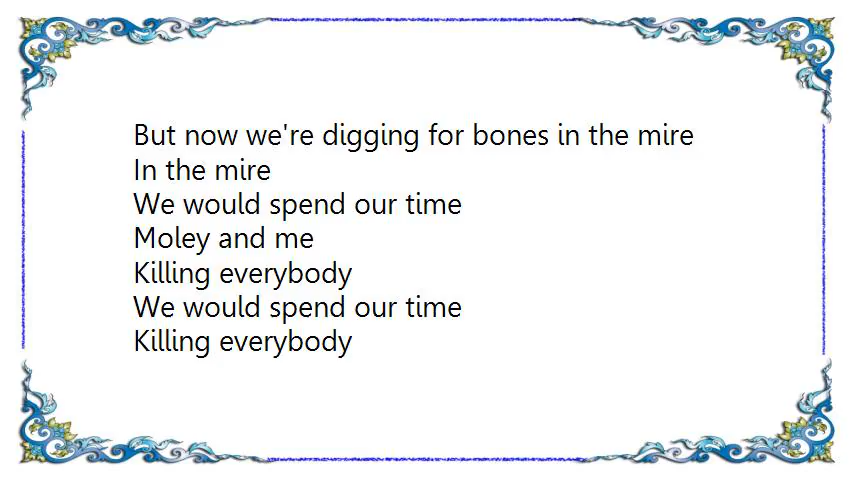 But now we're digging for bones in the mire
In the mire
We would spend our time
Moley and me
Killing everybody
We would spend our time
Killing everybody